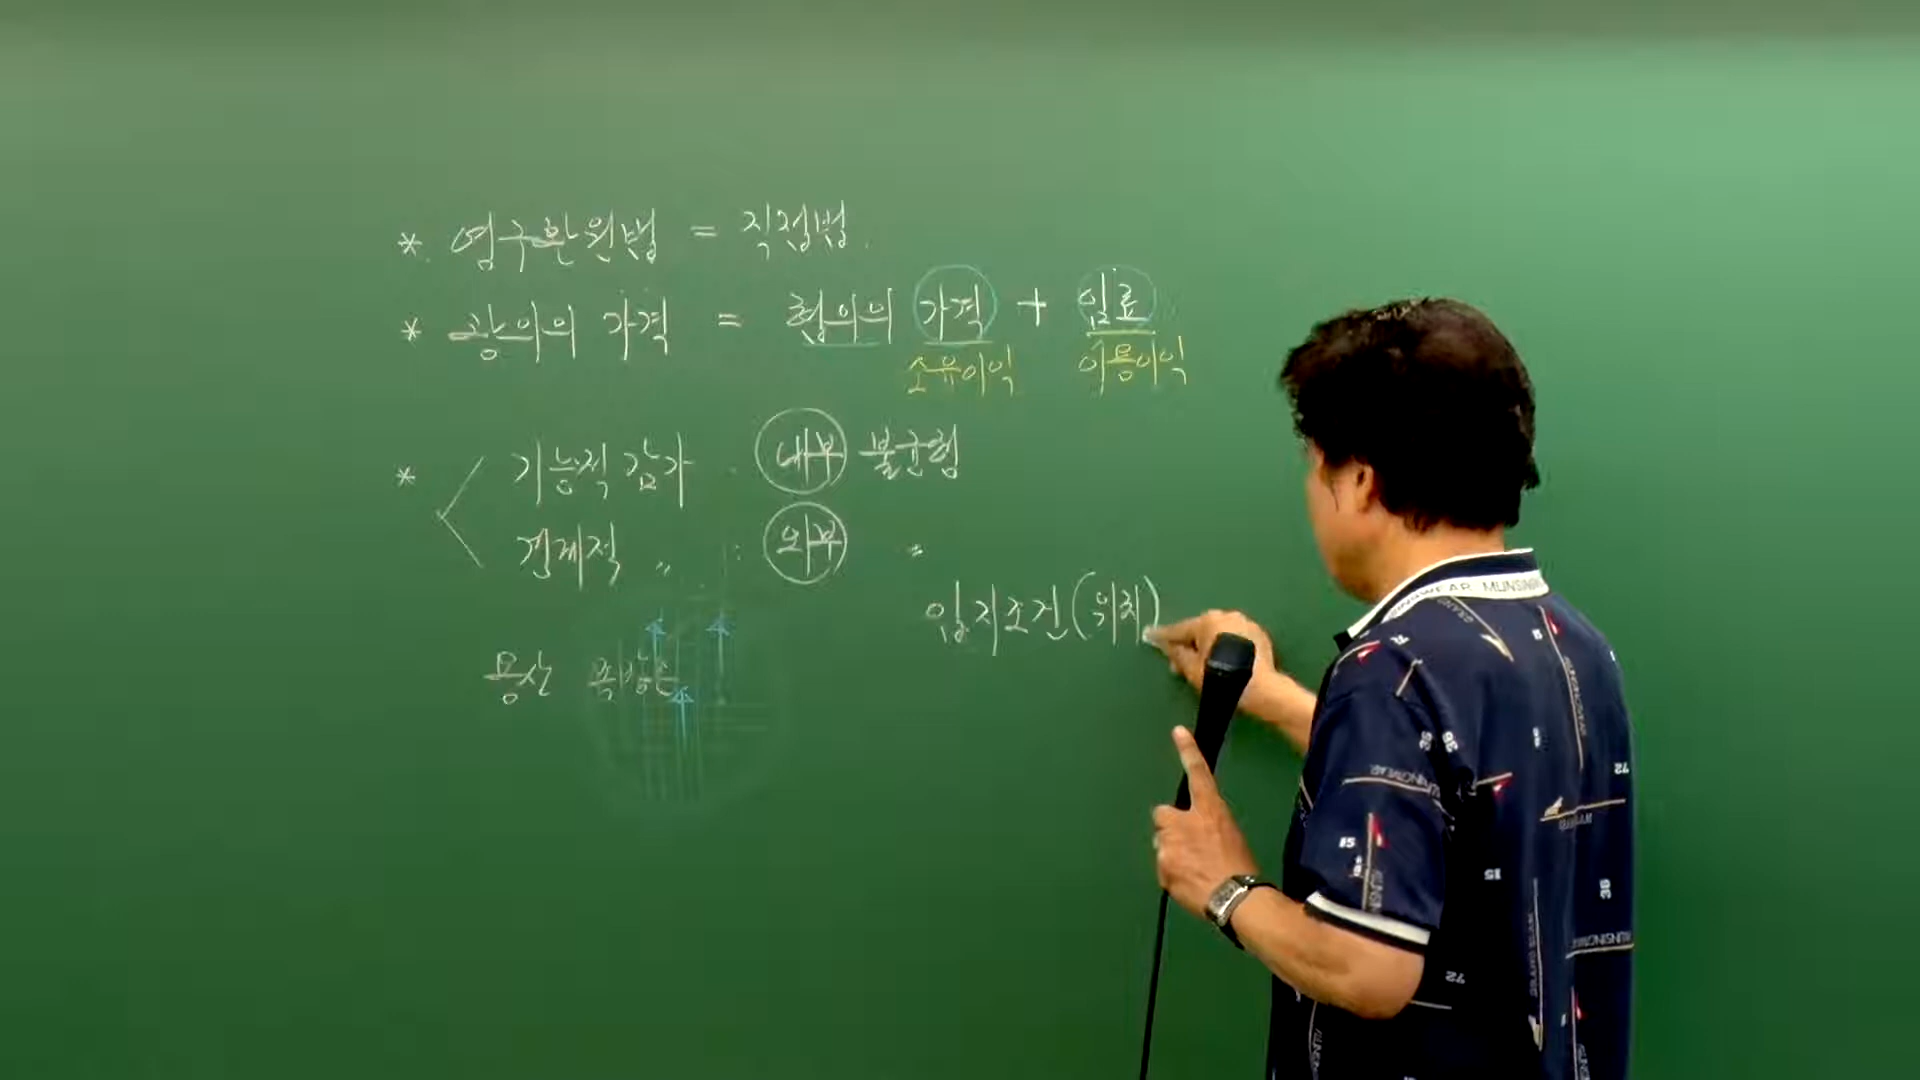 * 영구환원법 = 직접법
* 광의의 가격 = 협의의 가격 + 임료
소유이익 이용이익
* 기능적 감가 : 내부 불균형
경제적 〃 : 외부 〃
입지조건(위치)
용산
MUNSINGWEAR